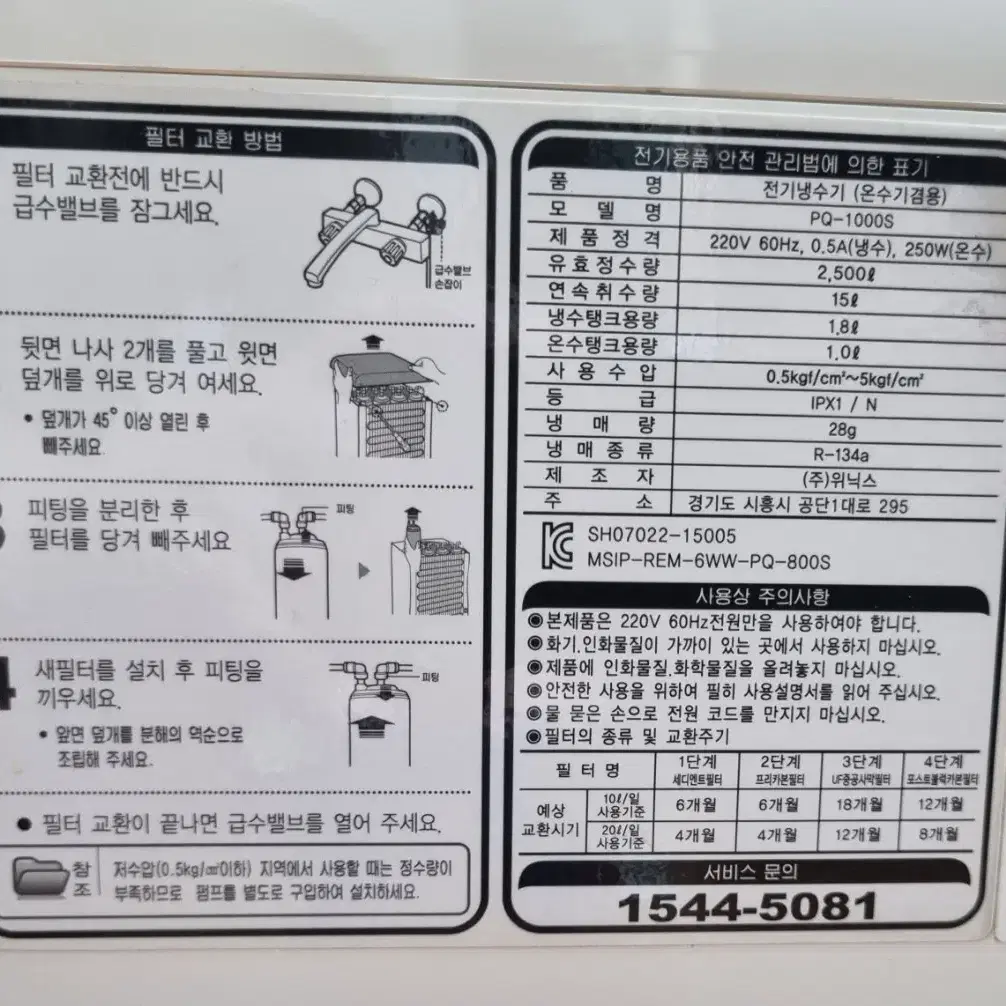 필터 교환 방법
필터 교환전에 반드시
급수밸브를 잠그세요.
급수밸브
손잡이
뒷면 나사 2개를 풀고 윗면
덮개를 위로 당겨 여세요.
• 덮개가 45° 이상 열린 후
빼주세요
3
피팅을 분리한 후
필터를 당겨 빼주세요
피팅
4
새필터를 설치 후 피팅을
끼우세요.
피팅
• 앞면 덮개를 분해의 역순으로
조립해 주세요.
● 필터 교환이 끝나면 급수밸브를 열어 주세요.
참조
저수압(0.5kg/㎠이하) 지역에서 사용할 때는 정수량이
부족하므로 펌프를 별도로 구입하여 설치하세요.
전기용품 안전 관리법에 의한 표기
품 명 전기냉수기 (온수기겸용)
모 델 명 PQ-1000S
제 품 정 격 220V 60Hz, 0.5A(냉수), 250W(온수)
유 효 정 수 량 2,500ℓ
연 속 취 수 량 15ℓ
냉수탱크용량 1.8ℓ
온수탱크용량 1.0ℓ
사 용 수 압 0.5kgf/cm²~5kgf/cm²
등 급 IPX1 / N
냉 매 량 28g
냉 매 종 류 R-134a
제 조 자 (주)위닉스
주 소 경기도 시흥시 공단1대로 295
SH07022-15005
MSIP-REM-6WW-PQ-800S
사용상 주의사항
◉본제품은 220V 60Hz전원만을 사용하여야 합니다.
◉화기.인화물질이 가까이 있는 곳에서 사용하지 마십시오.
◉제품에 인화물질.화학물질을 올려놓지 마십시오.
◉안전한 사용을 위하여 필히 사용설명서를 읽어 주십시오.
◉물 묻은 손으로 전원 코드를 만지지 마십시오.
◉필터의 종류 및 교환주기
필 터 명 1단계 2단계 3단계 4단계
세디멘트필터 프리카본필터 UF중공사막필터 포스트블럭카본필터
예상 교환시기 10ℓ/일 사용기준 6개월 6개월 18개월 12개월
20ℓ/일 사용기준 4개월 4개월 12개월 8개월
서비스 문의
1544-5081